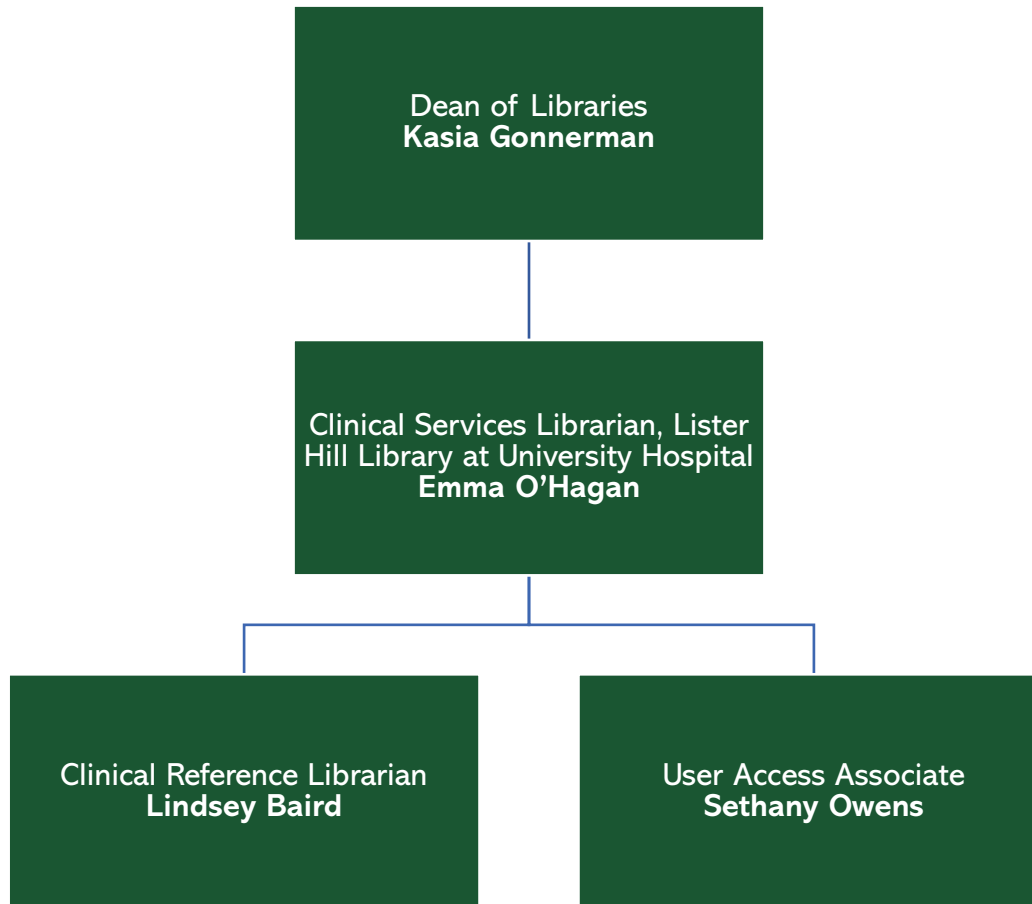 Dean of Libraries
Kasia Gonnerman
Clinical Services Librarian, Lister
Hill Library at University Hospital
Emma O’Hagan
Clinical Reference Librarian
Lindsey Baird
User Access Associate
Sethany Owens